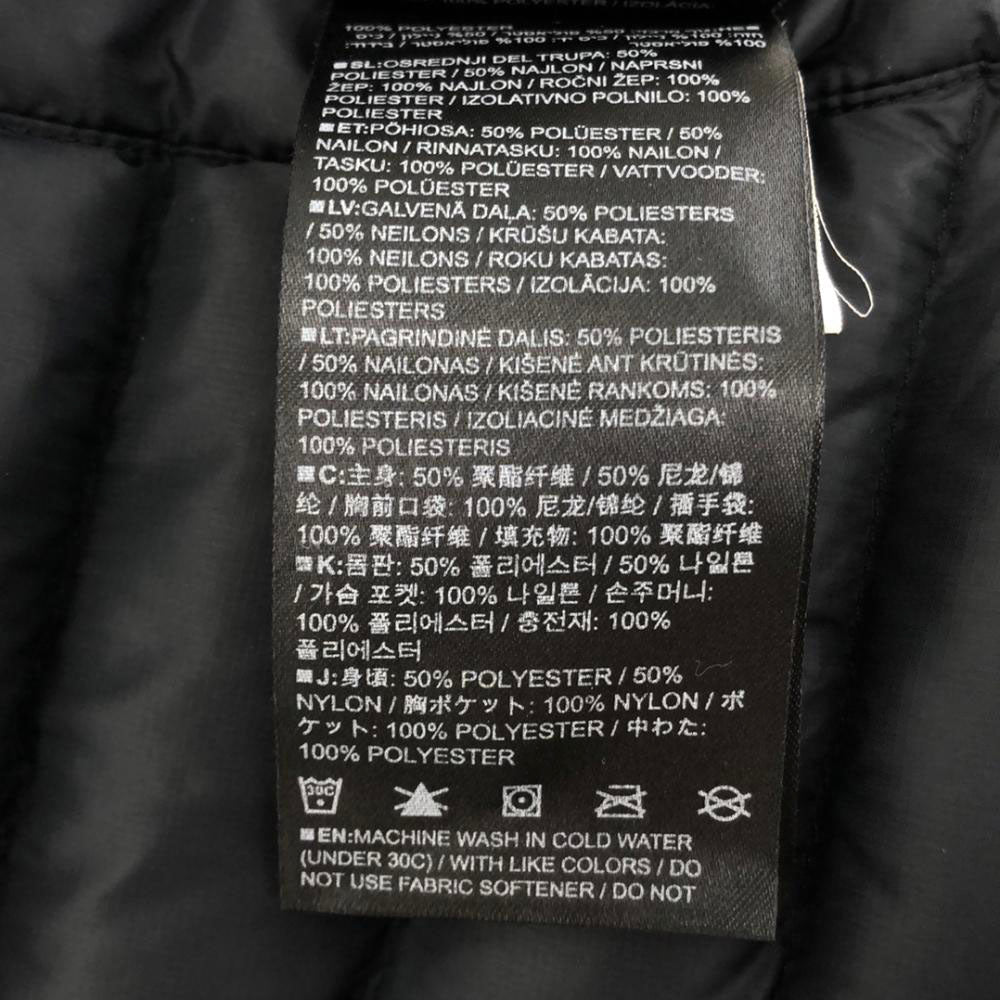 100% POLYESTER / IZOLACIJA:
100% POLYESTER
100% פוליאסטר
■SL:OSREDNJI DEL TRUPA: 50%
POLIESTER / 50% NAJLON / NAPRSNI
ŽEP: 100% NAJLON / ROČNI ŽEP: 100%
POLIESTER / IZOLATIVNO POLNILO: 100%
POLIESTER
■ET:PÕHIOSA: 50% POLÜESTER / 50%
NAILON / RINNATASKU: 100% NAILON /
TASKU: 100% POLÜESTER / VATTVOODER:
100% POLÜESTER
■LV:GALVENĀ DAĻA: 50% POLIESTERS
/ 50% NEILONS / KRŪŠU KABATA:
100% NEILONS / ROKU KABATAS:
100% POLIESTERS / IZOLĀCIJA: 100%
POLIESTERS
■LT:PAGRINDINĖ DALIS: 50% POLIESTERIS
/ 50% NAILONAS / KIŠENĖ ANT KRŪTINĖS:
100% NAILONAS / KIŠENĖ RANKOMS: 100%
POLIESTERIS / IZOLIACINĖ MEDŽIAGA:
100% POLIESTERIS
■C:主身: 50% 聚酯纤维 / 50% 尼龙/锦
纶 / 胸前口袋: 100% 尼龙/锦纶 / 插手袋:
100% 聚酯纤维 / 填充物: 100% 聚酯纤维
■K:몸판: 50% 폴리에스터 / 50% 나일론
/ 가슴 포켓: 100% 나일론 / 손주머니:
100% 폴리에스터 / 충전재: 100%
폴리에스터
■J:身頃: 50% POLYESTER / 50%
NYLON / 胸ポケット: 100% NYLON / ポ
ケット: 100% POLYESTER / 中わた:
100% POLYESTER
30C
■EN:MACHINE WASH IN COLD WATER
(UNDER 30C) / WITH LIKE COLORS / DO
NOT USE FABRIC SOFTENER / DO NOT